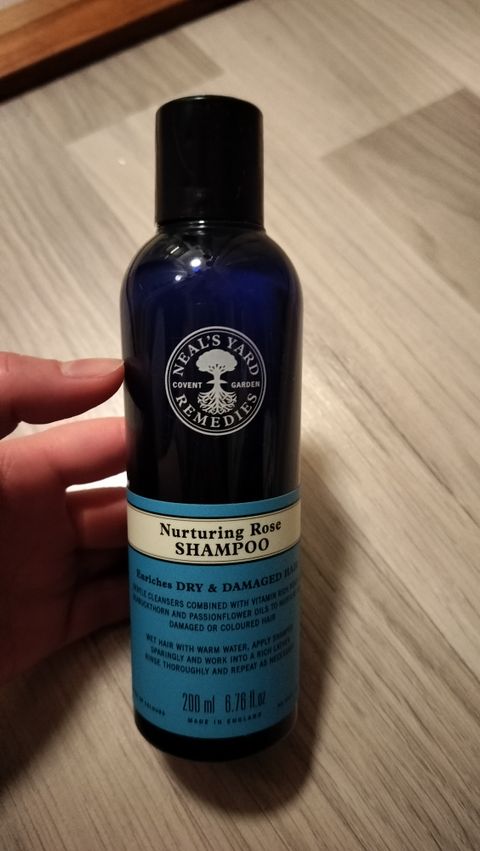 NEAL'S YARD
COVENT GARDEN
REMEDIES
Nurturing Rose
SHAMPOO
Enriches DRY & DAMAGED HAIR
GENTLE CLEANSERS COMBINED WITH VITAMIN RICH
BUCKTHORN AND PASSIONFLOWER OILS TO
DAMAGED OR COLOURED HAIR
WET HAIR WITH WARM WATER, APPLY SHAMPOO
SPARINGLY AND WORK INTO A RICH LATHER.
RINSE THOROUGHLY AND REPEAT AS NECESSARY
200 ml 6.76 fl.oz
COLOURS
MADE IN ENGLAND